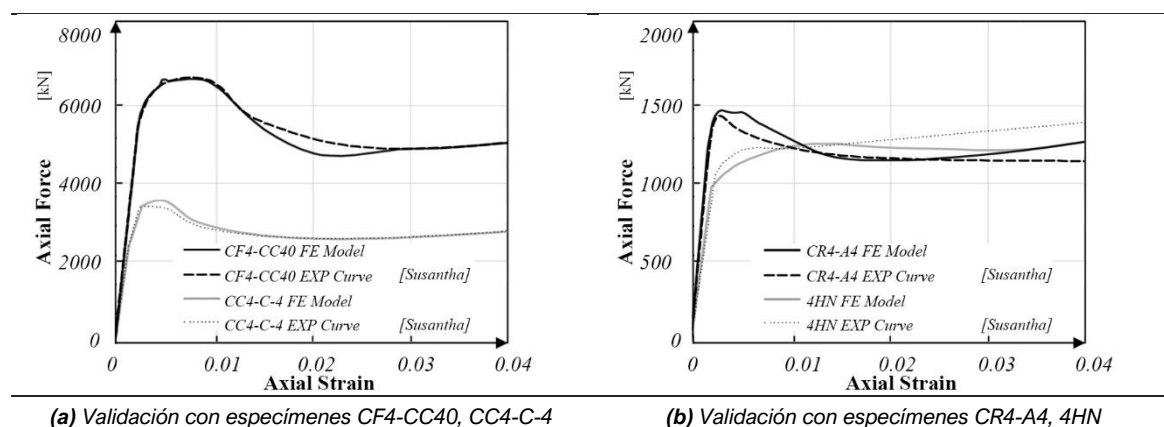 8000
[kN]
6000
Axial Force
4000
2000
0
CF4-CC40 FE Model
CF4-CC40 EXP Curve [Susantha]
CC4-C-4 FE Model
CC4-C-4 EXP Curve [Susantha]
0 0.01 0.02 0.03 0.04
Axial Strain
(a) Validación con especímenes CF4-CC40, CC4-C-4
2000
[kN]
1500
Axial Force
1000
500
0
CR4-A4 FE Model
CR4-A4 EXP Curve [Susantha]
4HN FE Model
4HN EXP Curve [Susantha]
0 0.01 0.02 0.03 0.04
Axial Strain
(b) Validación con especímenes CR4-A4, 4HN